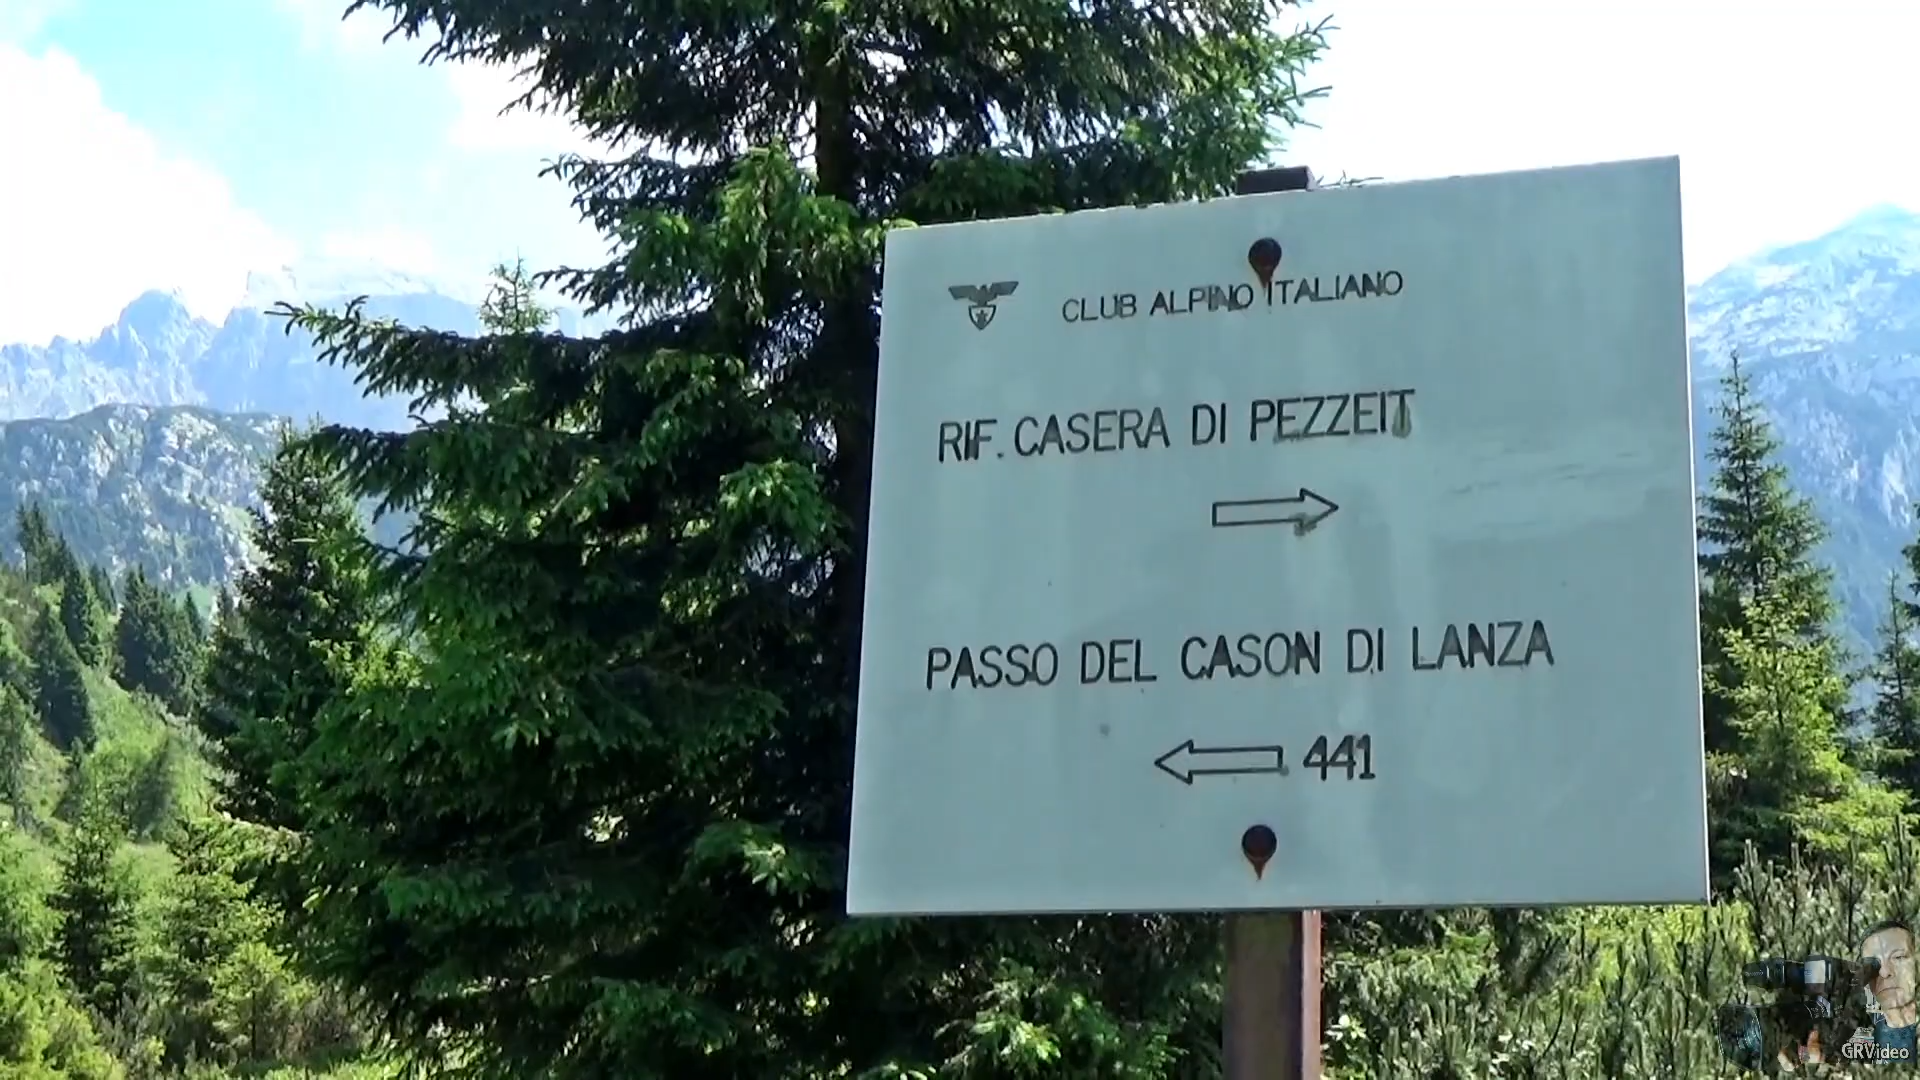 CLUB ALPINO ITALIANO
RIF. CASERA DI PEZZEIT
PASSO DEL CASON DI LANZA
441
GRVideo